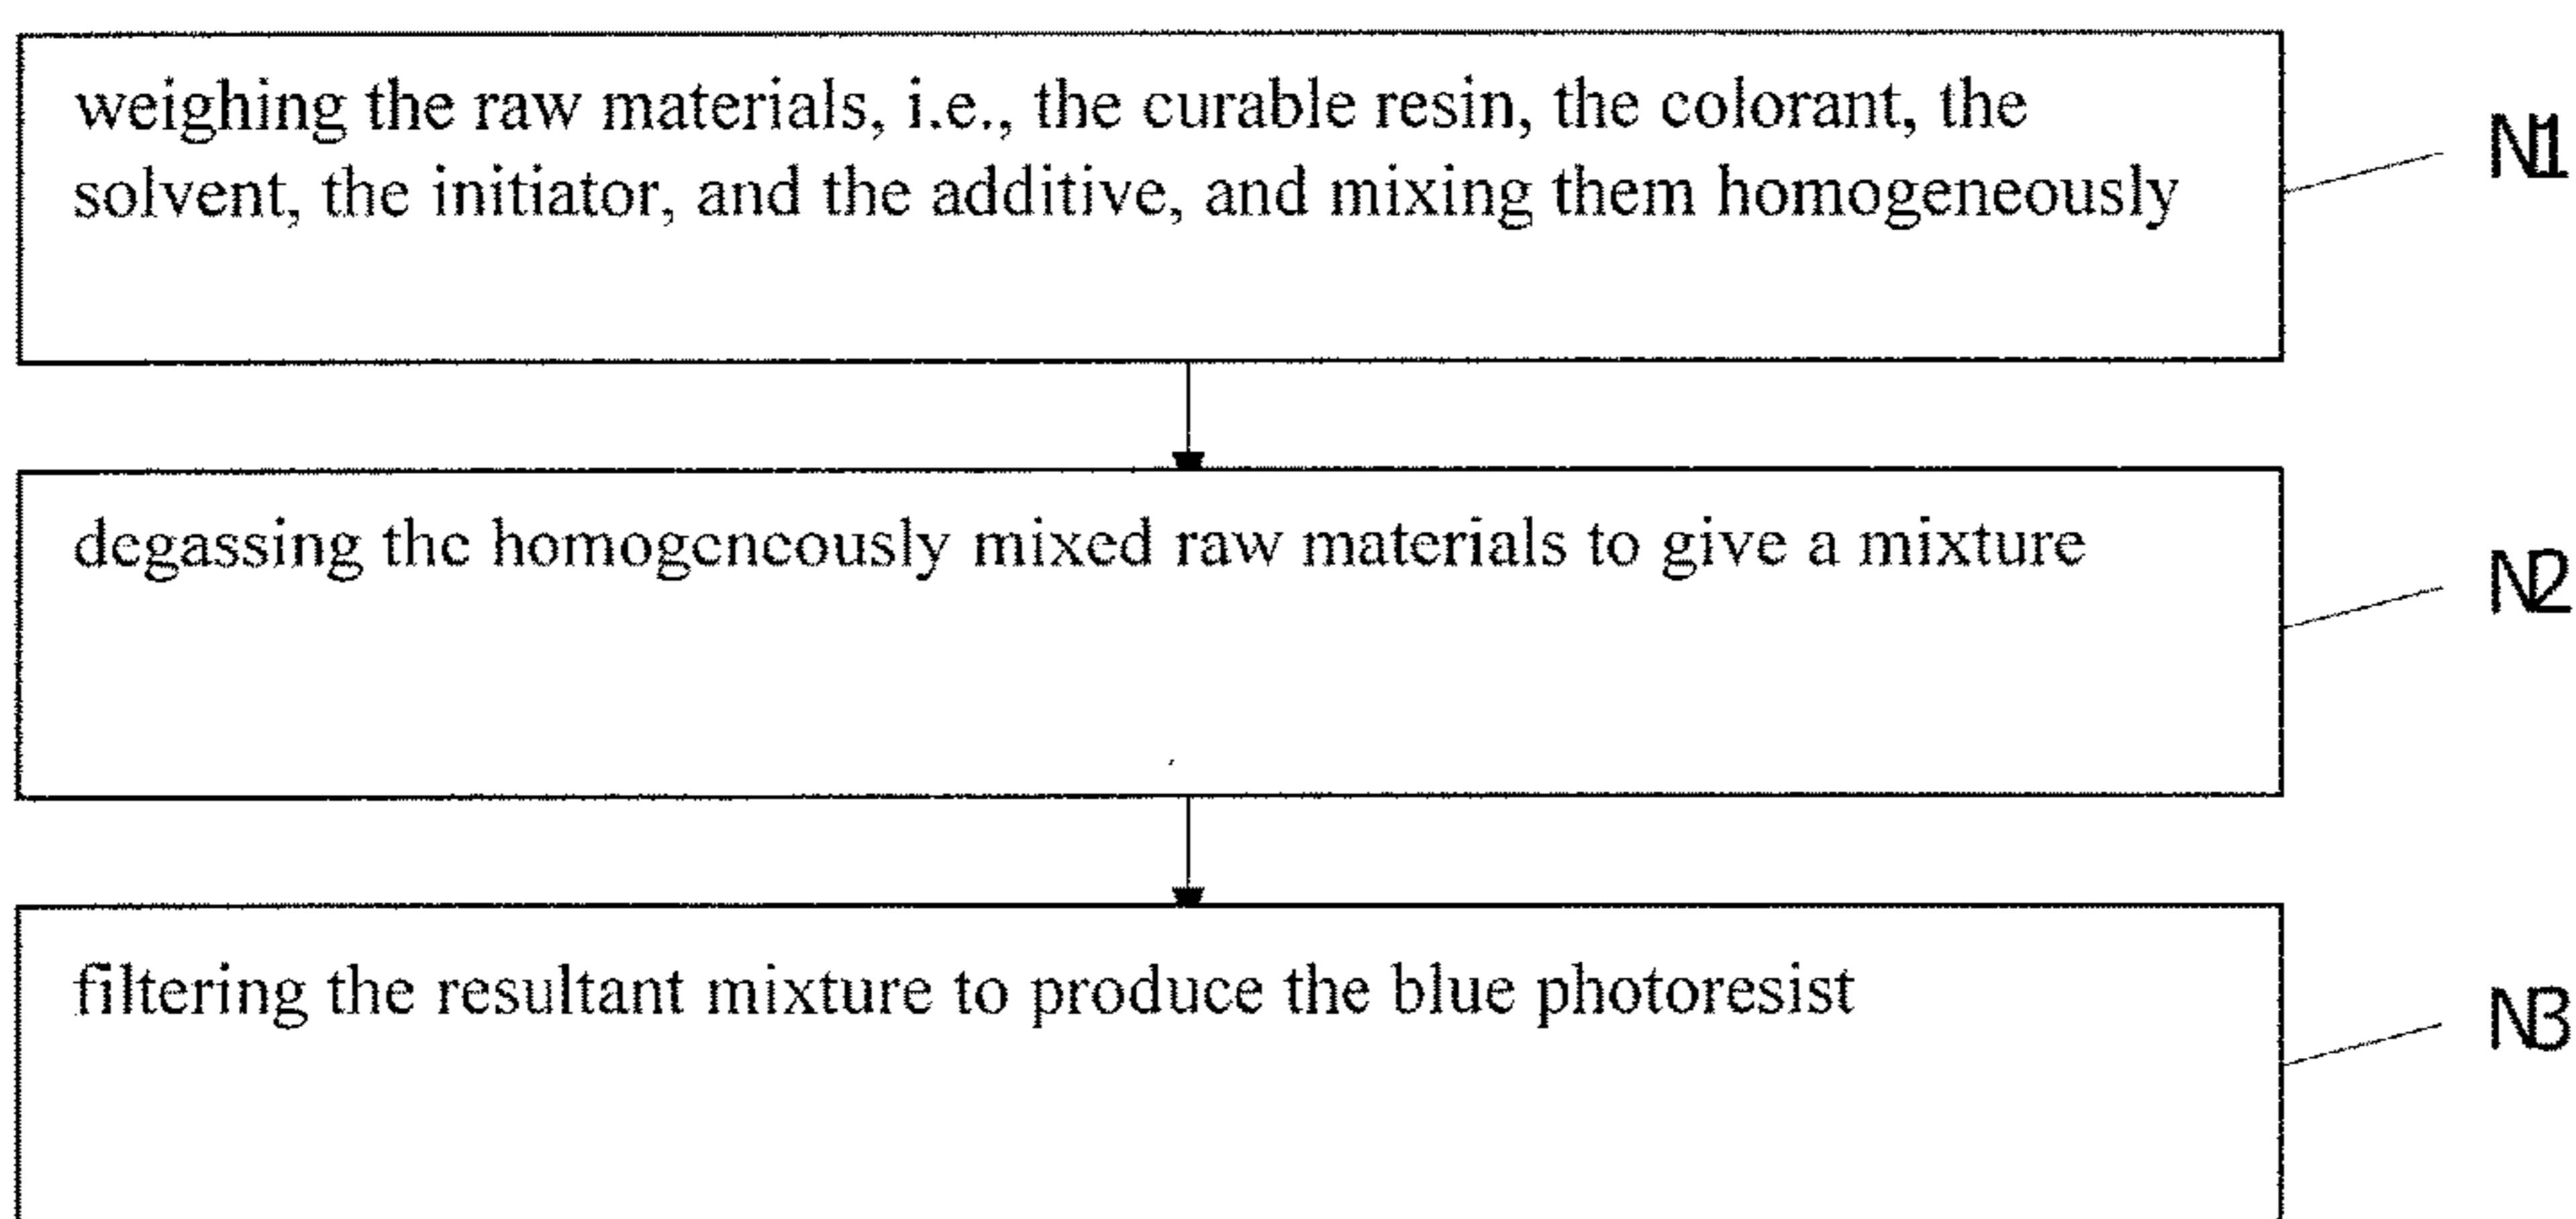 weighing the raw materials, i.e., the curable resin, the colorant, the
solvent, the initiator, and the additive, and mixing them homogeneously
N1
degassing the homogeneously mixed raw materials to give a mixture
N2
filtering the resultant mixture to produce the blue photoresist
N3